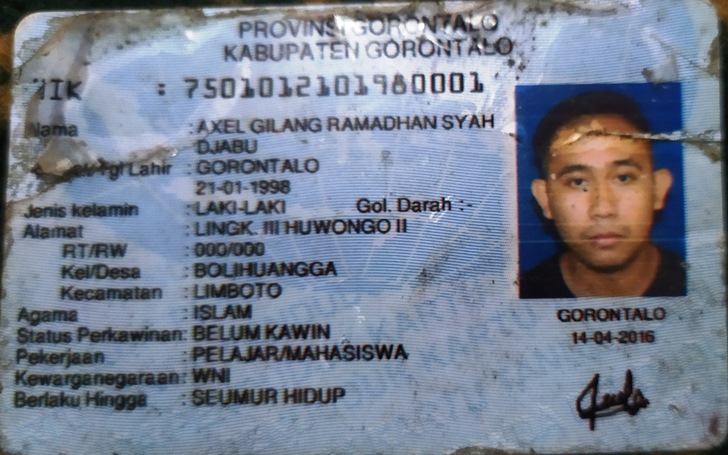 PROVINSI GORONTALO
KABUPATEN GORONTALO
NIK : 7501012101980001
Nama : AXEL GILANG RAMADHAN SYAH
DJABU
Tgl Lahir : GORONTALO
21-01-1998
Jenis kelamin : LAKI-LAKI Gol. Darah :-
Alamat : LINGK. III HUWONGO II
RT/RW : 000/000
Kel/Desa : BOLIHUANGGA
Kecamatan : LIMBOTO
Agama : ISLAM
Status Perkawinan: BELUM KAWIN
Pekerjaan : PELAJAR/MAHASISWA
Kewarganegaraan: WNI
Berlaku Hingga : SEUMUR HIDUP
GORONTALO
14-04-2016